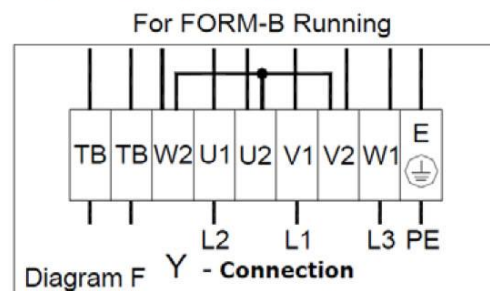 For FORM-B Running
TB TB W2 U1 U2 V1 V2 W1 E
L2 L1 L3 PE
Diagram F Y - Connection